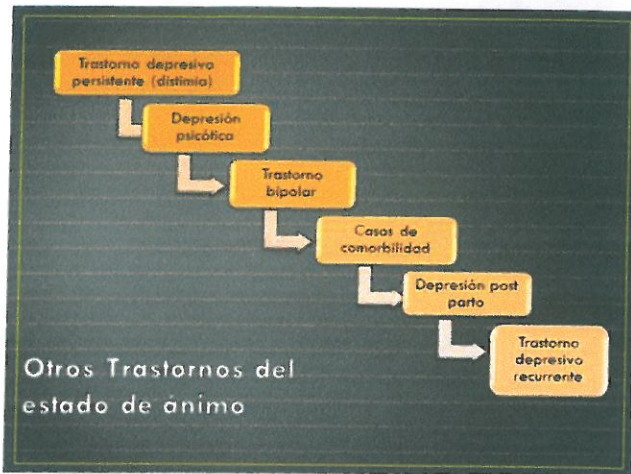 Trastorno depresivo
persistente (distimia)
Depresión
psicótica
Trastorno
bipolar
Casos de
comorbilidad
Depresión post
parto
Trastorno
depresivo
recurrente
Otros Trastornos del
estado de ánimo